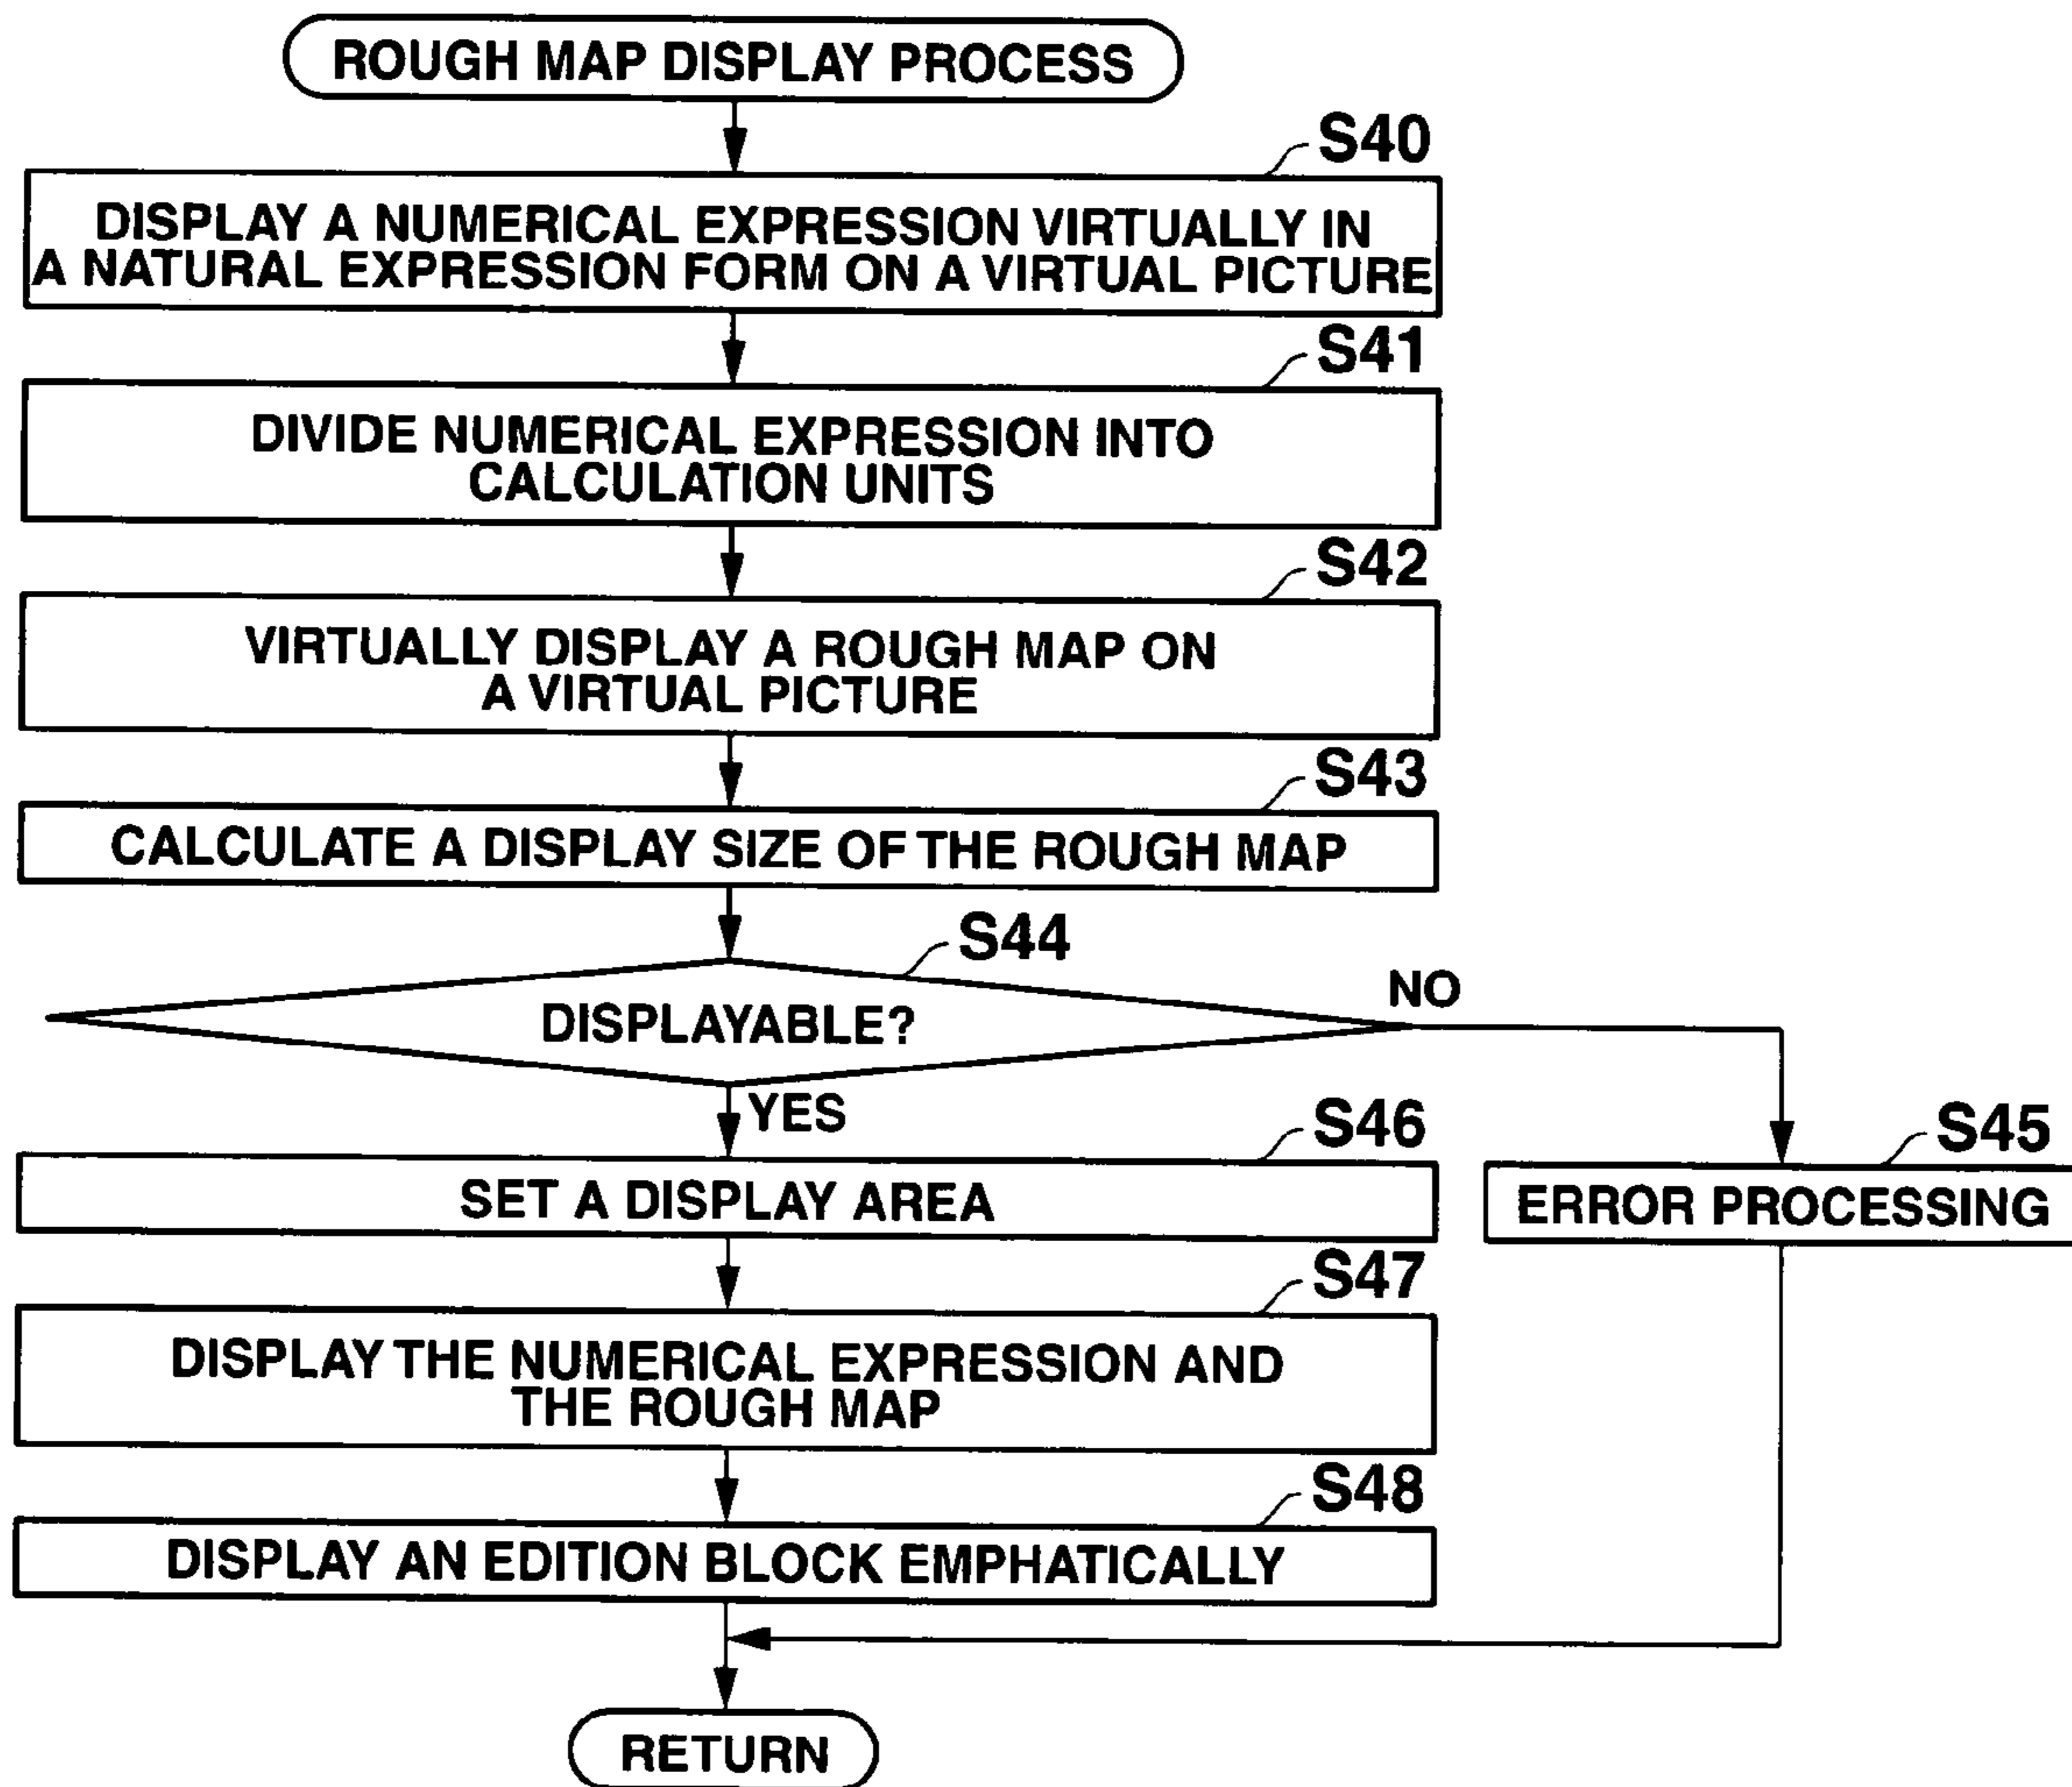 ROUGH MAP DISPLAY PROCESS
S40
DISPLAY A NUMERICAL EXPRESSION VIRTUALLY IN
A NATURAL EXPRESSION FORM ON A VIRTUAL PICTURE
S41
DIVIDE NUMERICAL EXPRESSION INTO
CALCULATION UNITS
S42
VIRTUALLY DISPLAY A ROUGH MAP ON
A VIRTUAL PICTURE
S43
CALCULATE A DISPLAY SIZE OF THE ROUGH MAP
S44
DISPLAYABLE?
NO
YES
S46
SET A DISPLAY AREA
S45
ERROR PROCESSING
S47
DISPLAY THE NUMERICAL EXPRESSION AND
THE ROUGH MAP
S48
DISPLAY AN EDITION BLOCK EMPHATICALLY
RETURN